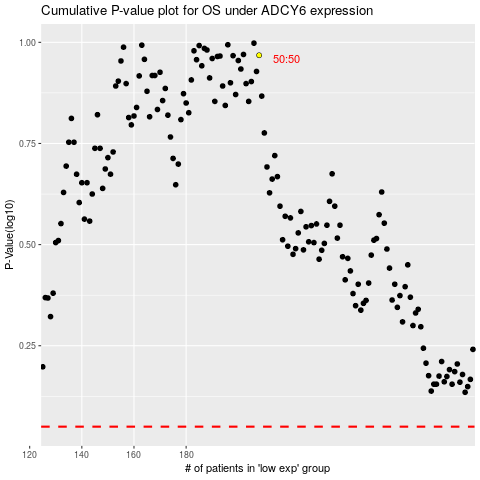 Cumulative P-value plot for OS under ADCY6 expression
1.00
50:50
0.75
P-Value(log10)
0.50
0.25
120 140 160 180
# of patients in 'low exp' group